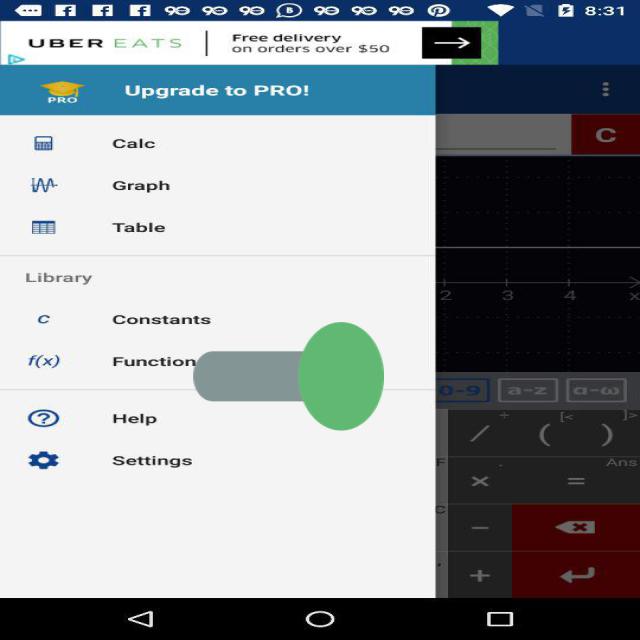 8:31
UBER EATS
Free delivery
on orders over $50
PRO
Upgrade to PRO!
Calc
Graph
Table
Library
c Constants
f(x) Function
Help
Settings
C
2 3 4 x
0-9 a-z α-ω
÷ [< ]>
/ ( )
F Ans
× . =
C
−
+